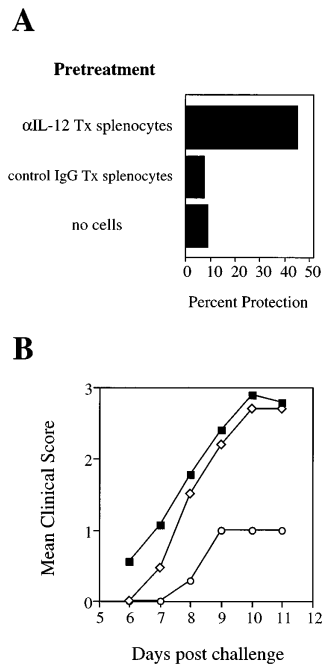 A
Pretreatment
αIL-12 Tx splenocytes
control IgG Tx splenocytes
no cells
0 10 20 30 40 50
Percent Protection
B
3
2
1
0
Mean Clinical Score
5 6 7 8 9 10 11 12
Days post challenge